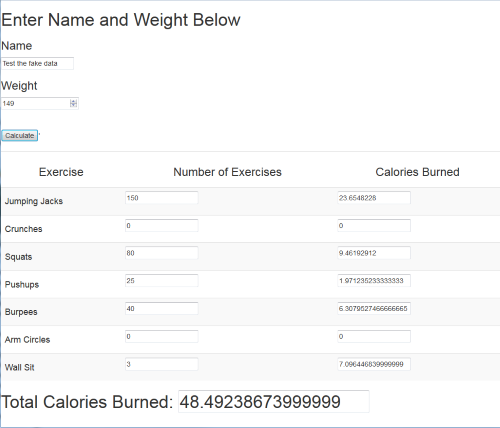 Enter Name and Weight Below
Name
Test the fake data
Weight
149
Calculate
Exercise Number of Exercises Calories Burned
Jumping Jacks 150 23.6548228
Crunches 0 0
Squats 80 9.46192912
Pushups 25 1.971235233333333
Burpees 40 6.3079527466666665
Arm Circles 0 0
Wall Sit 3 7.096446839999999
Total Calories Burned: 48.49238673999999